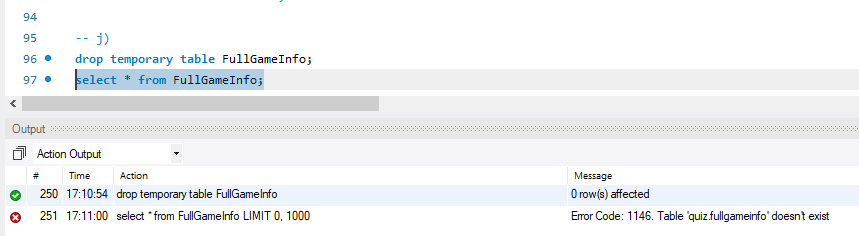 94
95 -- j)
96 drop temporary table FullGameInfo;
97 select * from FullGameInfo;
Output
Action Output
# Time Action Message
250 17:10:54 drop temporary table FullGameInfo 0 row(s) affected
251 17:11:00 select * from FullGameInfo LIMIT 0, 1000 Error Code: 1146. Table 'quiz.fullgameinfo' doesn't exist